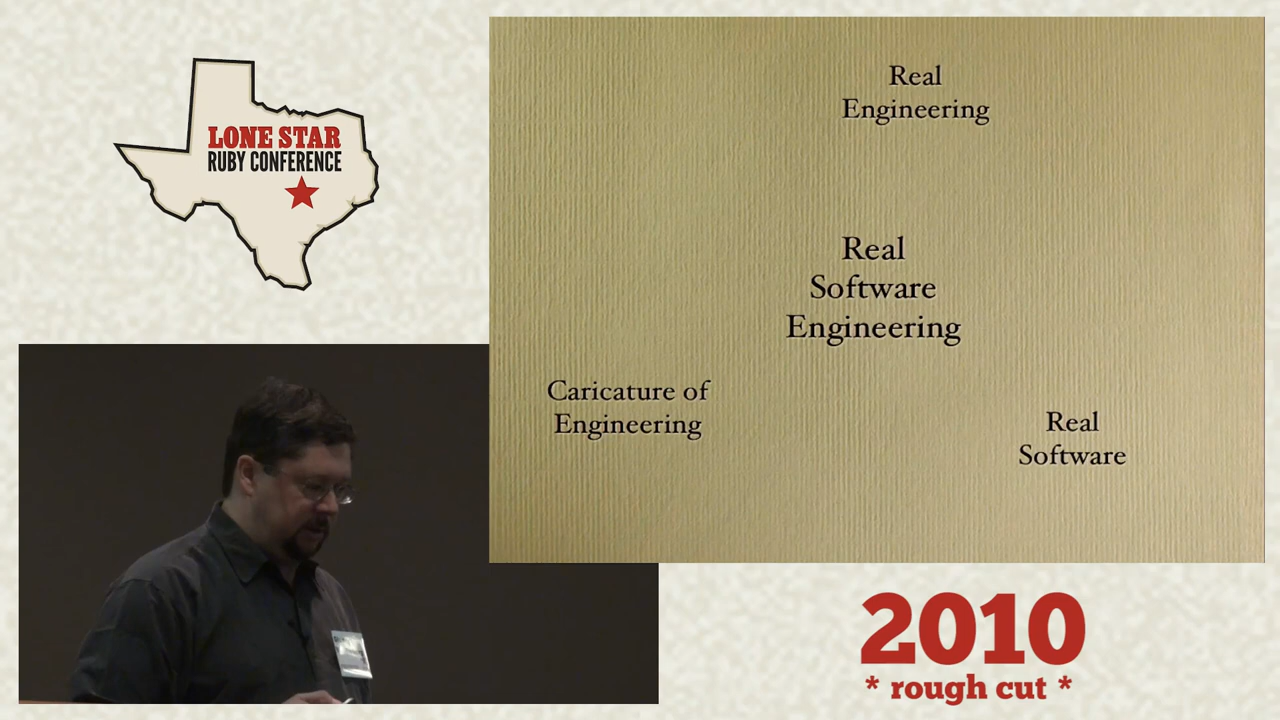 LONE STAR
RUBY CONFERENCE
Real
Engineering
Real
Software
Engineering
Caricature of
Engineering
Real
Software
2010
* rough cut *